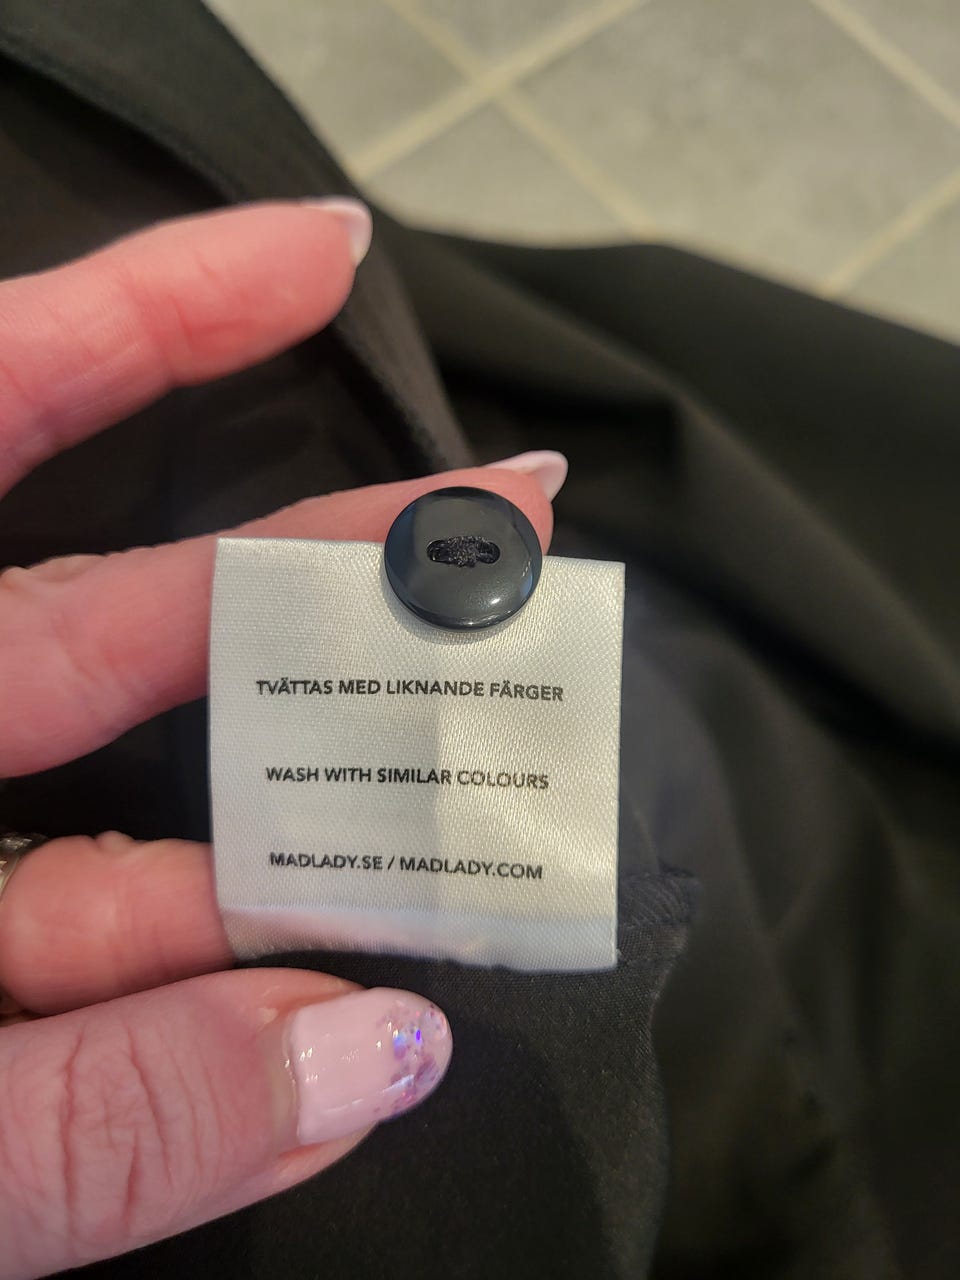 TVÄTTAS MED LIKNANDE FÄRGER
WASH WITH SIMILAR COLOURS
MADLADY.SE / MADLADY.COM